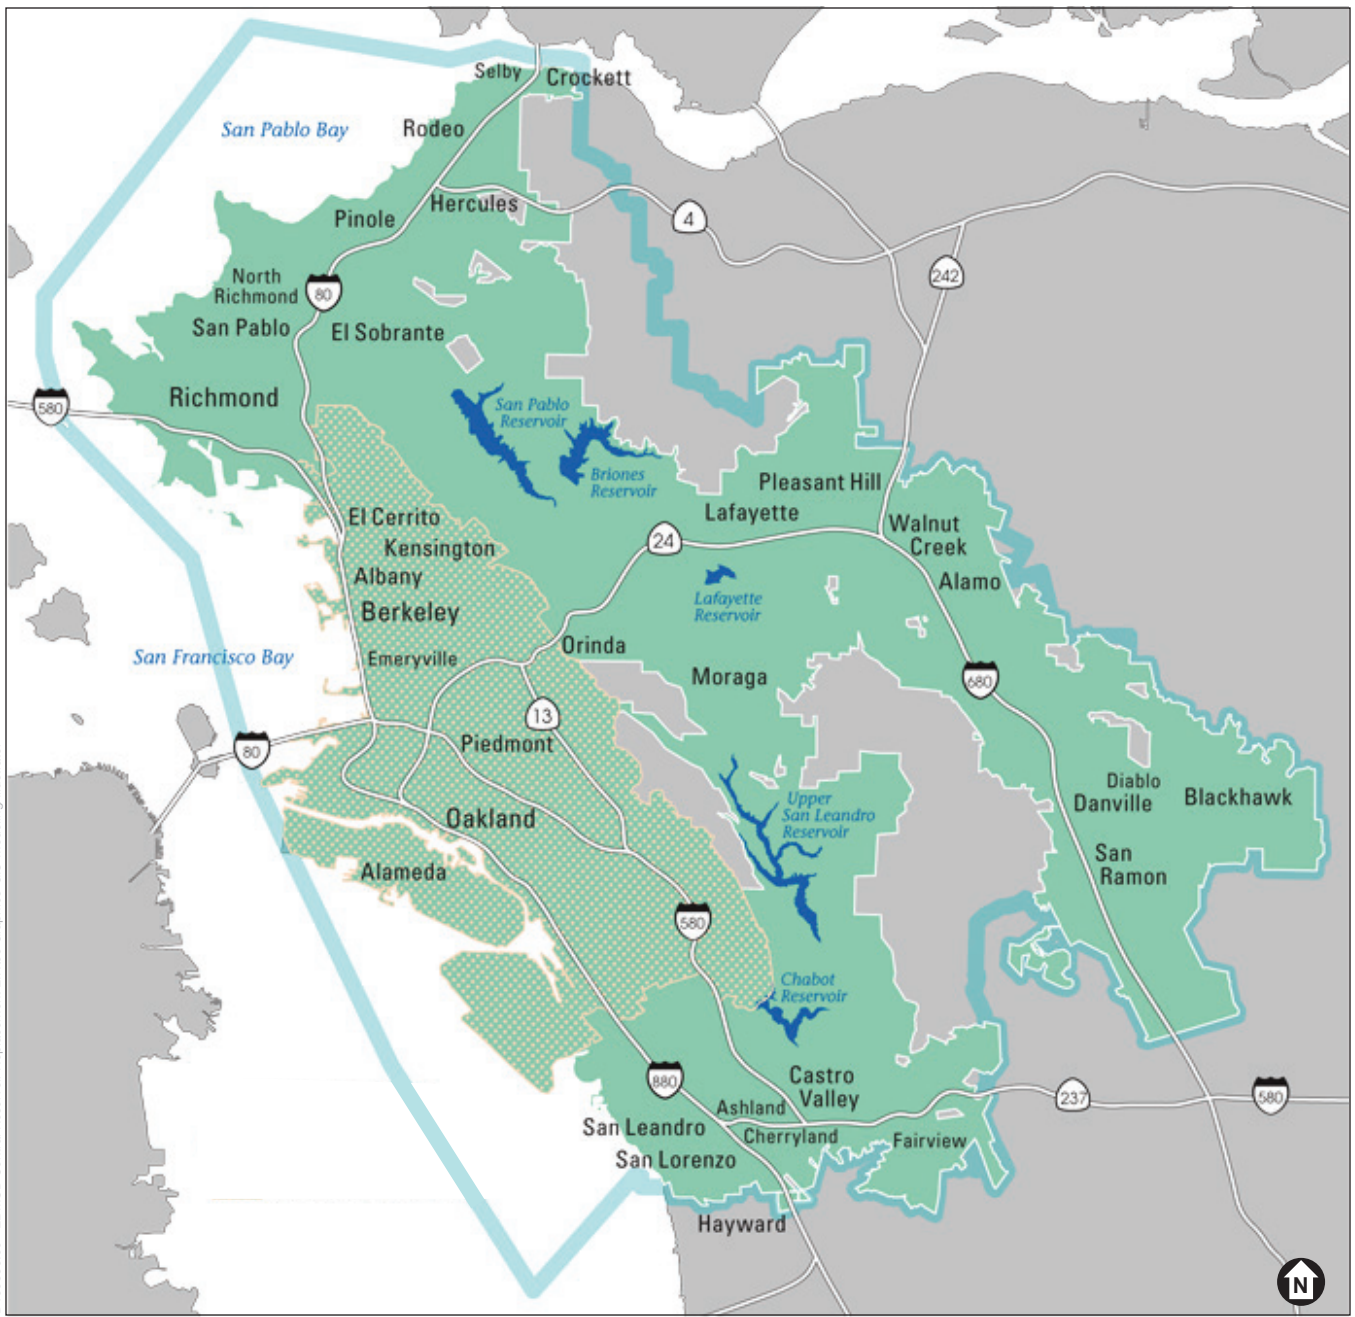 Selby
Crockett
San Pablo Bay
Rodeo
Hercules
Pinole
4
North
Richmond
80
242
San Pablo
El Sobrante
Richmond
580
San Pablo
Reservoir
Briones
Reservoir
Pleasant Hill
Lafayette
El Cerrito
Kensington
24
Walnut
Creek
Albany
Alamo
Berkeley
Lafayette
Reservoir
San Francisco Bay
Emeryville
Orinda
Moraga
680
13
80
Piedmont
Diablo
Danville
Blackhawk
Upper
San Leandro
Reservoir
Oakland
Alameda
San
Ramon
580
Chabot
Reservoir
880
Castro
Valley
237
580
Ashland
San Leandro
Cherryland
Fairview
San Lorenzo
Hayward
N